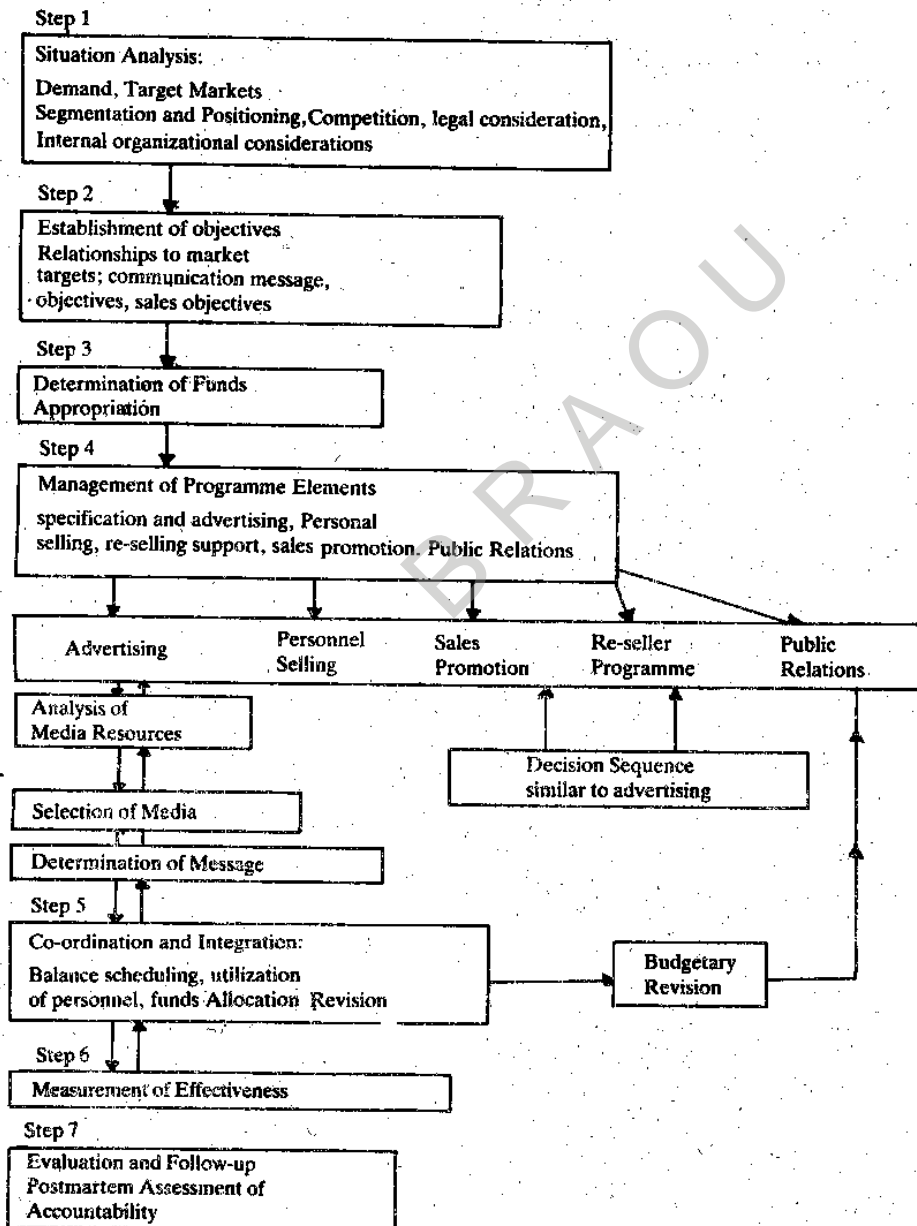 Step 1
Situation Analysis:
Demand, Target Markets
Segmentation and Positioning, Competition, legal consideration,
Internal organizational considerations
Step 2
Establishment of objectives
Relationships to market
targets; communication message,
objectives, sales objectives
Step 3
Determination of Funds
Appropriation
Step 4
Management of Programme Elements
specification and advertising, Personal
selling, re-selling support, sales promotion. Public Relations
Advertising
Personnel
Selling
Sales
Promotion
Re-seller
Programme
Public
Relations
Analysis of
Media Resources
Decision Sequence
similar to advertising
Selection of Media
Determination of Message
Step 5
Co-ordination and Integration:
Balance scheduling, utilization
of personnel, funds Allocation Revision
Budgetary
Revision
Step 6
Measurement of Effectiveness
Step 7
Evaluation and Follow-up
Postmartem Assessment of
Accountability
BRAOU